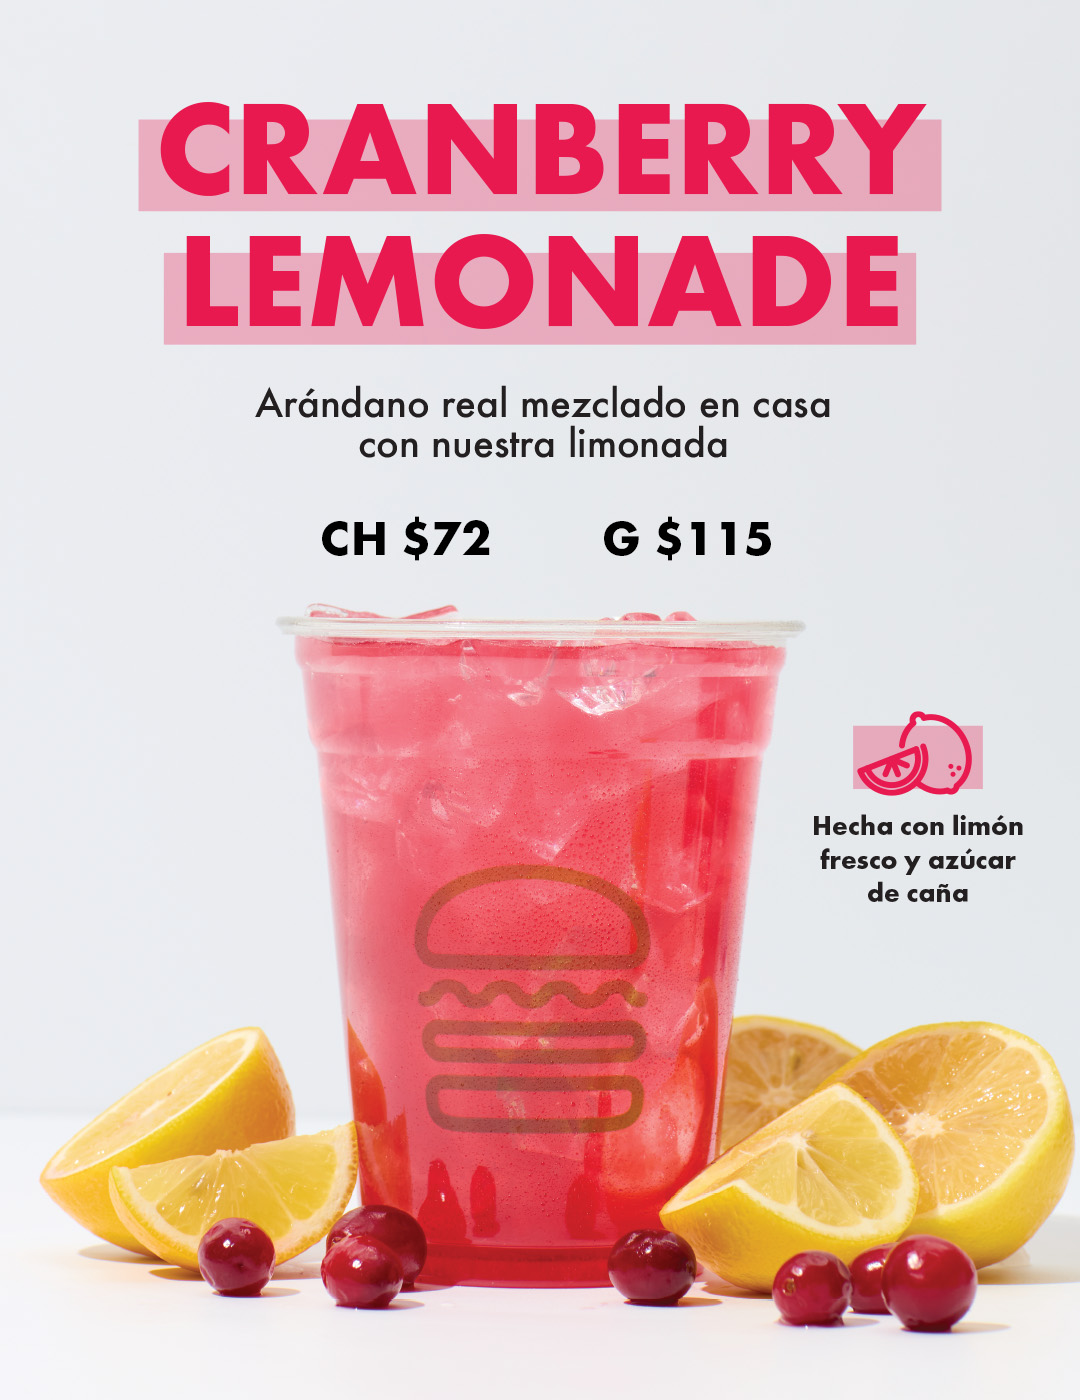 CRANBERRY
LEMONADE
Arándano real mezclado en casa
con nuestra limonada
CH $72 G $115
Hecha con limón
fresco y azúcar
de caña